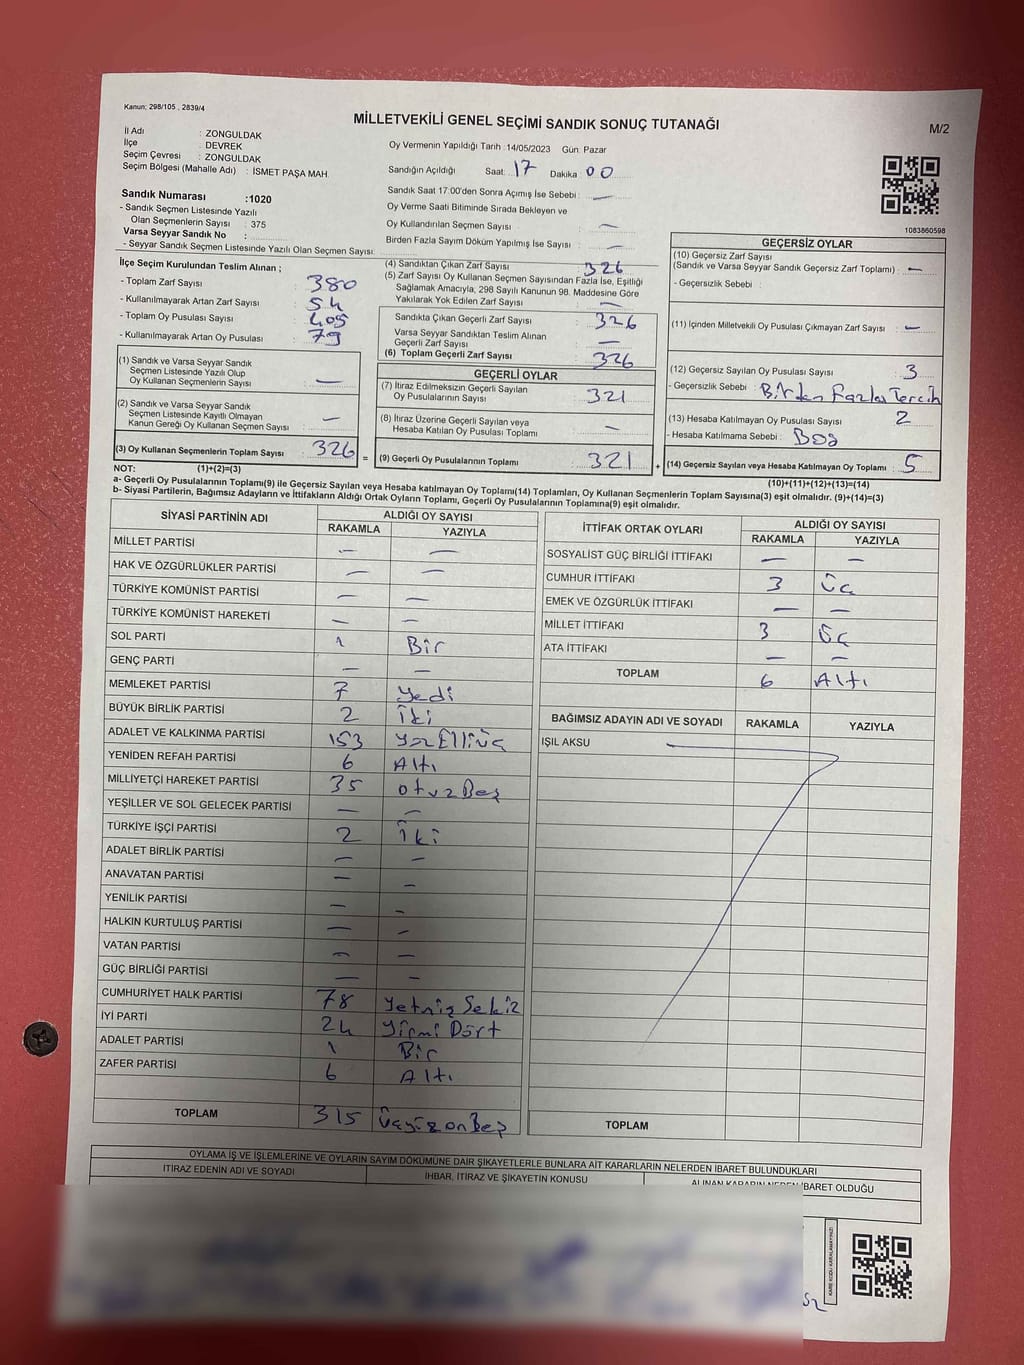 Kanun; 298/105 , 2839/4
MİLLETVEKİLİ GENEL SEÇİMİ SANDIK SONUÇ TUTANAĞI
M/2
İl Adı : ZONGULDAK
İlçe : DEVREK
Seçim Çevresi : ZONGULDAK
Seçim Bölgesi (Mahalle Adı) : İSMET PAŞA MAH.
Oy Vermenin Yapıldığı Tarih :14/05/2023 Gün: Pazar
Sandığın Açıldığı Saat: 17 Dakika 00
Sandık Saat 17:00'den Sonra Açımış İse Sebebi : —
Oy Verme Saati Bitiminde Sırada Bekleyen ve
Oy Kullandırılan Seçmen Sayısı : —
Birden Fazla Sayım Döküm Yapılmış İse Sayısı : —
1083860598
Sandık Numarası :1020
- Sandık Seçmen Listesinde Yazılı
Olan Seçmenlerin Sayısı : 375
Varsa Seyyar Sandık No :
- Seyyar Sandık Seçmen Listesinde Yazılı Olan Seçmen Sayısı:
İlçe Seçim Kurulundan Teslim Alınan ;
- Toplam Zarf Sayısı : 380
- Kullanılmayarak Artan Zarf Sayısı : 54
- Toplam Oy Pusulası Sayısı : 405
- Kullanılmayarak Artan Oy Pusulası : 79
(4) Sandıktan Çıkan Zarf Sayısı : 326
(5) Zarf Sayısı Oy Kullanan Seçmen Sayısından Fazla İse, Eşitliği
Sağlamak Amacıyla, 298 Sayılı Kanunun 98. Maddesine Göre
Yakılarak Yok Edilen Zarf Sayısı : —
Sandıkta Çıkan Geçerli Zarf Sayısı : 326
Varsa Seyyar Sandıktan Teslim Alınan
Geçerli Zarf Sayısı : —
(6) Toplam Geçerli Zarf Sayısı : 326
GEÇERSİZ OYLAR
(10) Geçersiz Zarf Sayısı
(Sandık ve Varsa Seyyar Sandık Geçersiz Zarf Toplamı) : —
- Geçersizlik Sebebi :
(11) İçinden Milletvekili Oy Pusulası Çıkmayan Zarf Sayısı : —
(12) Geçersiz Sayılan Oy Pusulası Sayısı : 3
- Geçersizlik Sebebi : Birden Fazla Tercih
(13) Hesaba Katılmayan Oy Pusulası Sayısı : 2
- Hesaba Katılmama Sebebi : Boş
(14) Geçersiz Sayılan veya Hesaba Katılmayan Oy Toplamı : 5
(1) Sandık ve Varsa Seyyar Sandık
Seçmen Listesinde Yazılı Olup
Oy Kullanan Seçmenlerin Sayısı : —
(2) Sandık ve Varsa Seyyar Sandık
Seçmen Listesinde Kayıtlı Olmayan
Kanun Gereği Oy Kullanan Seçmen Sayısı : —
(3) Oy Kullanan Seçmenlerin Toplam Sayısı : 326 =
GEÇERLİ OYLAR
(7) İtiraz Edilmeksizin Geçerli Sayılan
Oy Pusulalarının Sayısı : 321
(8) İtiraz Üzerine Geçerli Sayılan veya
Hesaba Katılan Oy Pusulası Toplamı : —
(9) Geçerli Oy Pusulalarının Toplamı : 321 +
NOT: (1)+(2)=(3) (10)+(11)+(12)+(13)=(14)
a- Geçerli Oy Pusulalarının Toplamı(9) ile Geçersiz Sayılan veya Hesaba katılmayan Oy Toplamı(14) Toplamları, Oy Kullanan Seçmenlerin Toplam Sayısına(3) eşit olmalıdır. (9)+(14)=(3)
b- Siyasi Partilerin, Bağımsız Adayların ve İttifakların Aldığı Ortak Oyların Toplamı, Geçerli Oy Pusulalarının Toplamına(9) eşit olmalıdır.
SİYASİ PARTİNİN ADI ALDIĞI OY SAYISI
RAKAMLA YAZIYLA
MİLLET PARTİSİ — —
HAK VE ÖZGÜRLÜKLER PARTİSİ — —
TÜRKİYE KOMÜNİST PARTİSİ — —
TÜRKİYE KOMÜNİST HAREKETİ — —
SOL PARTİ 1 Bir
GENÇ PARTİ — —
MEMLEKET PARTİSİ 7 Yedi
BÜYÜK BİRLİK PARTİSİ 2 İki
ADALET VE KALKINMA PARTİSİ 153 Yüz Elli üç
YENİDEN REFAH PARTİSİ 6 Altı
MİLLİYETÇİ HAREKET PARTİSİ 35 otuz Beş
YEŞİLLER VE SOL GELECEK PARTİSİ — —
TÜRKİYE İŞÇİ PARTİSİ 2 İki
ADALET BİRLİK PARTİSİ — —
ANAVATAN PARTİSİ — —
YENİLİK PARTİSİ — —
HALKIN KURTULUŞ PARTİSİ — —
VATAN PARTİSİ — —
GÜÇ BİRLİĞİ PARTİSİ — —
CUMHURİYET HALK PARTİSİ 78 Yetmiş Sekiz
İYİ PARTİ 24 Yirmi Dört
ADALET PARTİSİ 1 Bir
ZAFER PARTİSİ 6 Altı
TOPLAM 315 Üçyüz on Beş
İTTİFAK ORTAK OYLARI ALDIĞI OY SAYISI
RAKAMLA YAZIYLA
SOSYALİST GÜÇ BİRLİĞİ İTTİFAKI — —
CUMHUR İTTİFAKI 3 Üç
EMEK VE ÖZGÜRLÜK İTTİFAKI — —
MİLLET İTTİFAKI 3 Üç
ATA İTTİFAKI — —
TOPLAM 6 Altı
BAĞIMSIZ ADAYIN ADI VE SOYADI RAKAMLA YAZIYLA
IŞIL AKSU
TOPLAM
OYLAMA İŞ VE İŞLEMLERİNE VE OYLARIN SAYIM DÖKÜMÜNE DAİR ŞİKAYETLERLE BUNLARA AİT KARARLARIN NELERDEN İBARET BULUNDUKLARI
İTİRAZ EDENİN ADI VE SOYADI İHBAR, İTİRAZ VE ŞİKAYETİN KONUSU ALINAN KARARIN NEDEN İBARET OLDUĞU
KARE KODU KARALAMAYINIZ!